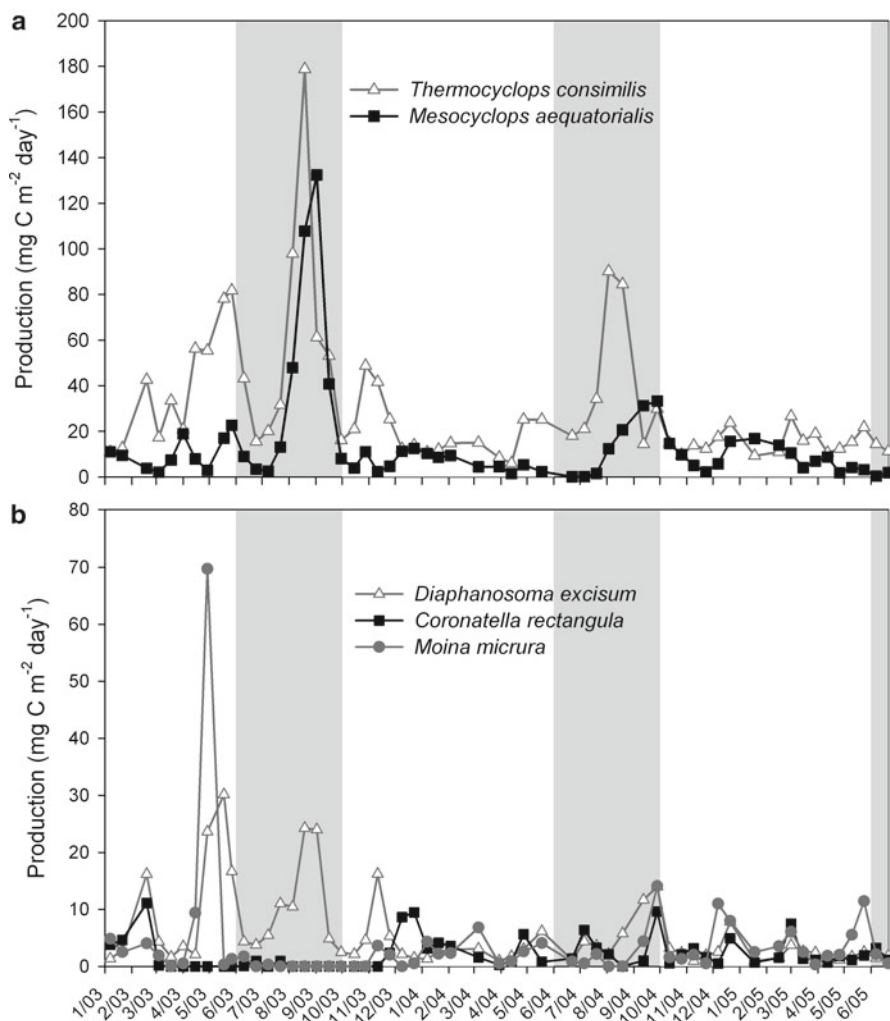 a
200
180
160
140
120
100
80
60
40
20
0
Production (mg C m-2 day-1)
Thermocyclops consimilis
Mesocyclops aequatorialis
b
80
70
60
50
40
30
20
10
0
Production (mg C m-2 day-1)
Diaphanosoma excisum
Coronatella rectangula
Moina micrura
1/03 2/03 3/03 4/03 5/03 6/03 7/03 8/03 9/03 10/03 11/03 12/03 1/04 2/04 3/04 4/04 5/04 6/04 7/04 8/04 9/04 10/04 11/04 12/04 1/05 2/05 3/05 4/05 5/05 6/05